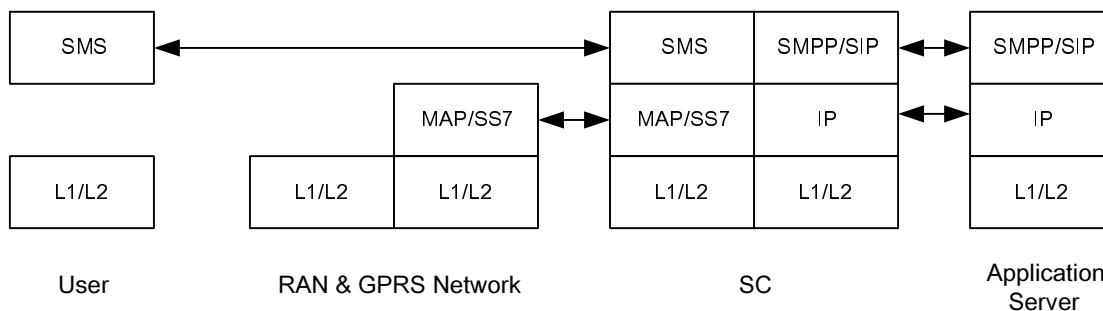 SMS
SMS
SMPP/SIP
SMPP/SIP
MAP/SS7
MAP/SS7
IP
IP
L1/L2
L1/L2
L1/L2
L1/L2
L1/L2
L1/L2
User
RAN & GPRS Network
SC
Application
Server